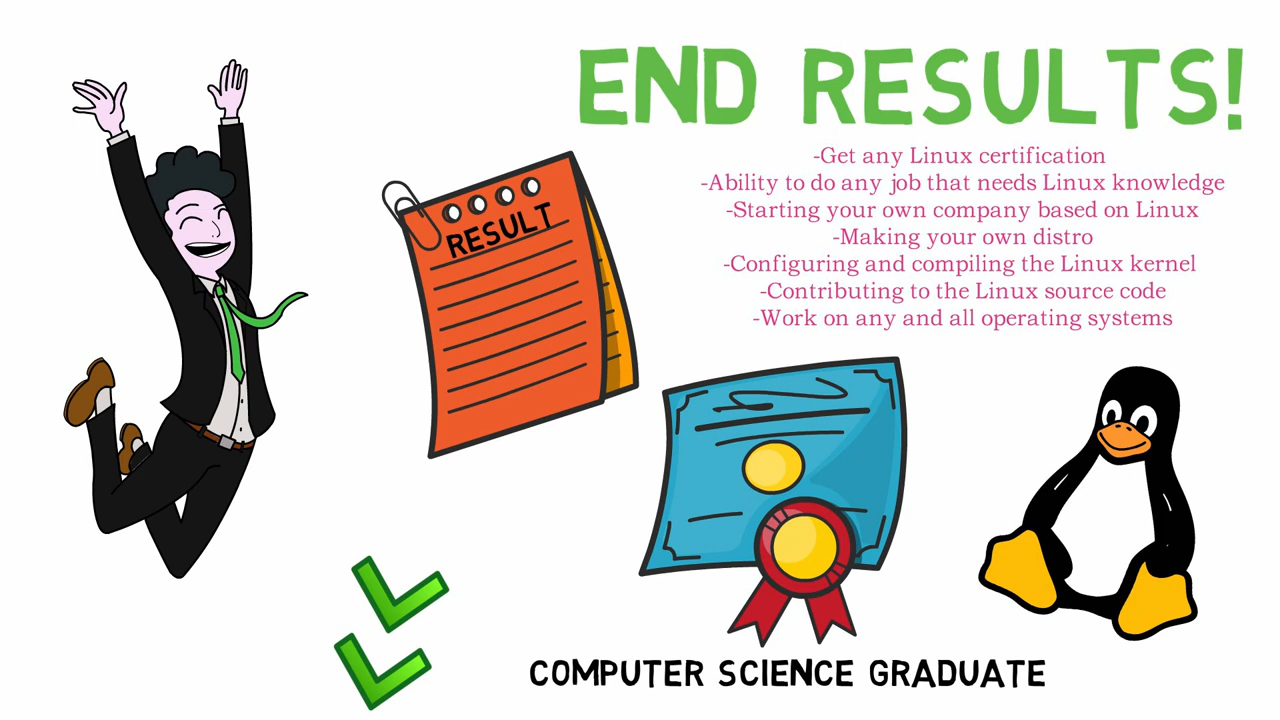 END RESULTS!
-Get any Linux certification
-Ability to do any job that needs Linux knowledge
-Starting your own company based on Linux
-Making your own distro
-Configuring and compiling the Linux kernel
-Contributing to the Linux source code
-Work on any and all operating systems
RESULT
COMPUTER SCIENCE GRADUATE